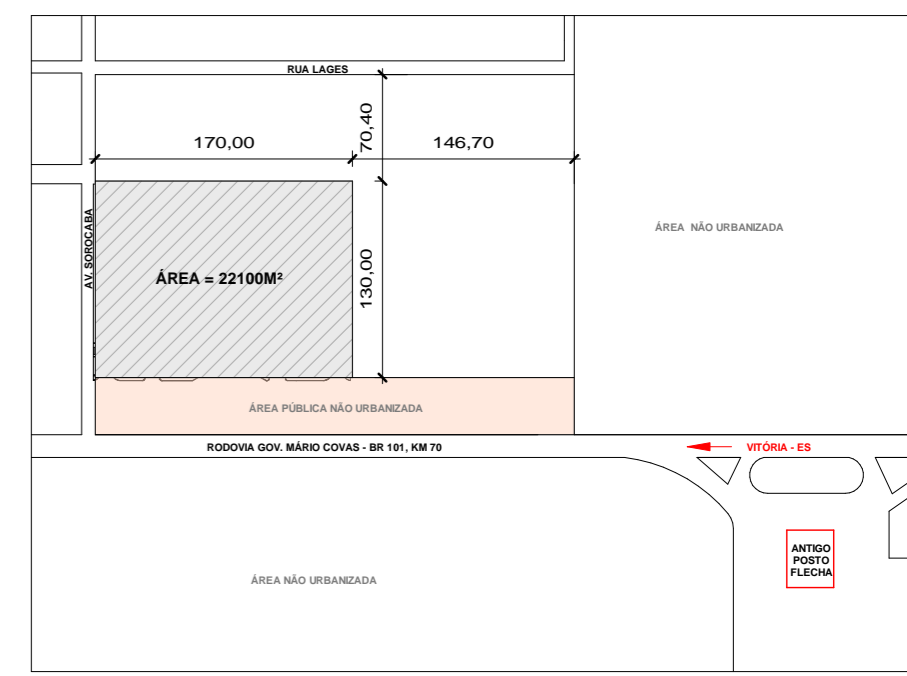 RUA LAGES
170,00
70,40
146,70
AV. SOROCABA
ÁREA NÃO URBANIZADA
ÁREA = 22100M²
130,00
ÁREA PÚBLICA NÃO URBANIZADA
RODOVIA GOV. MÁRIO COVAS - BR 101, KM 70
VITÓRIA - ES
ANTIGO
POSTO
FLECHA
ÁREA NÃO URBANIZADA